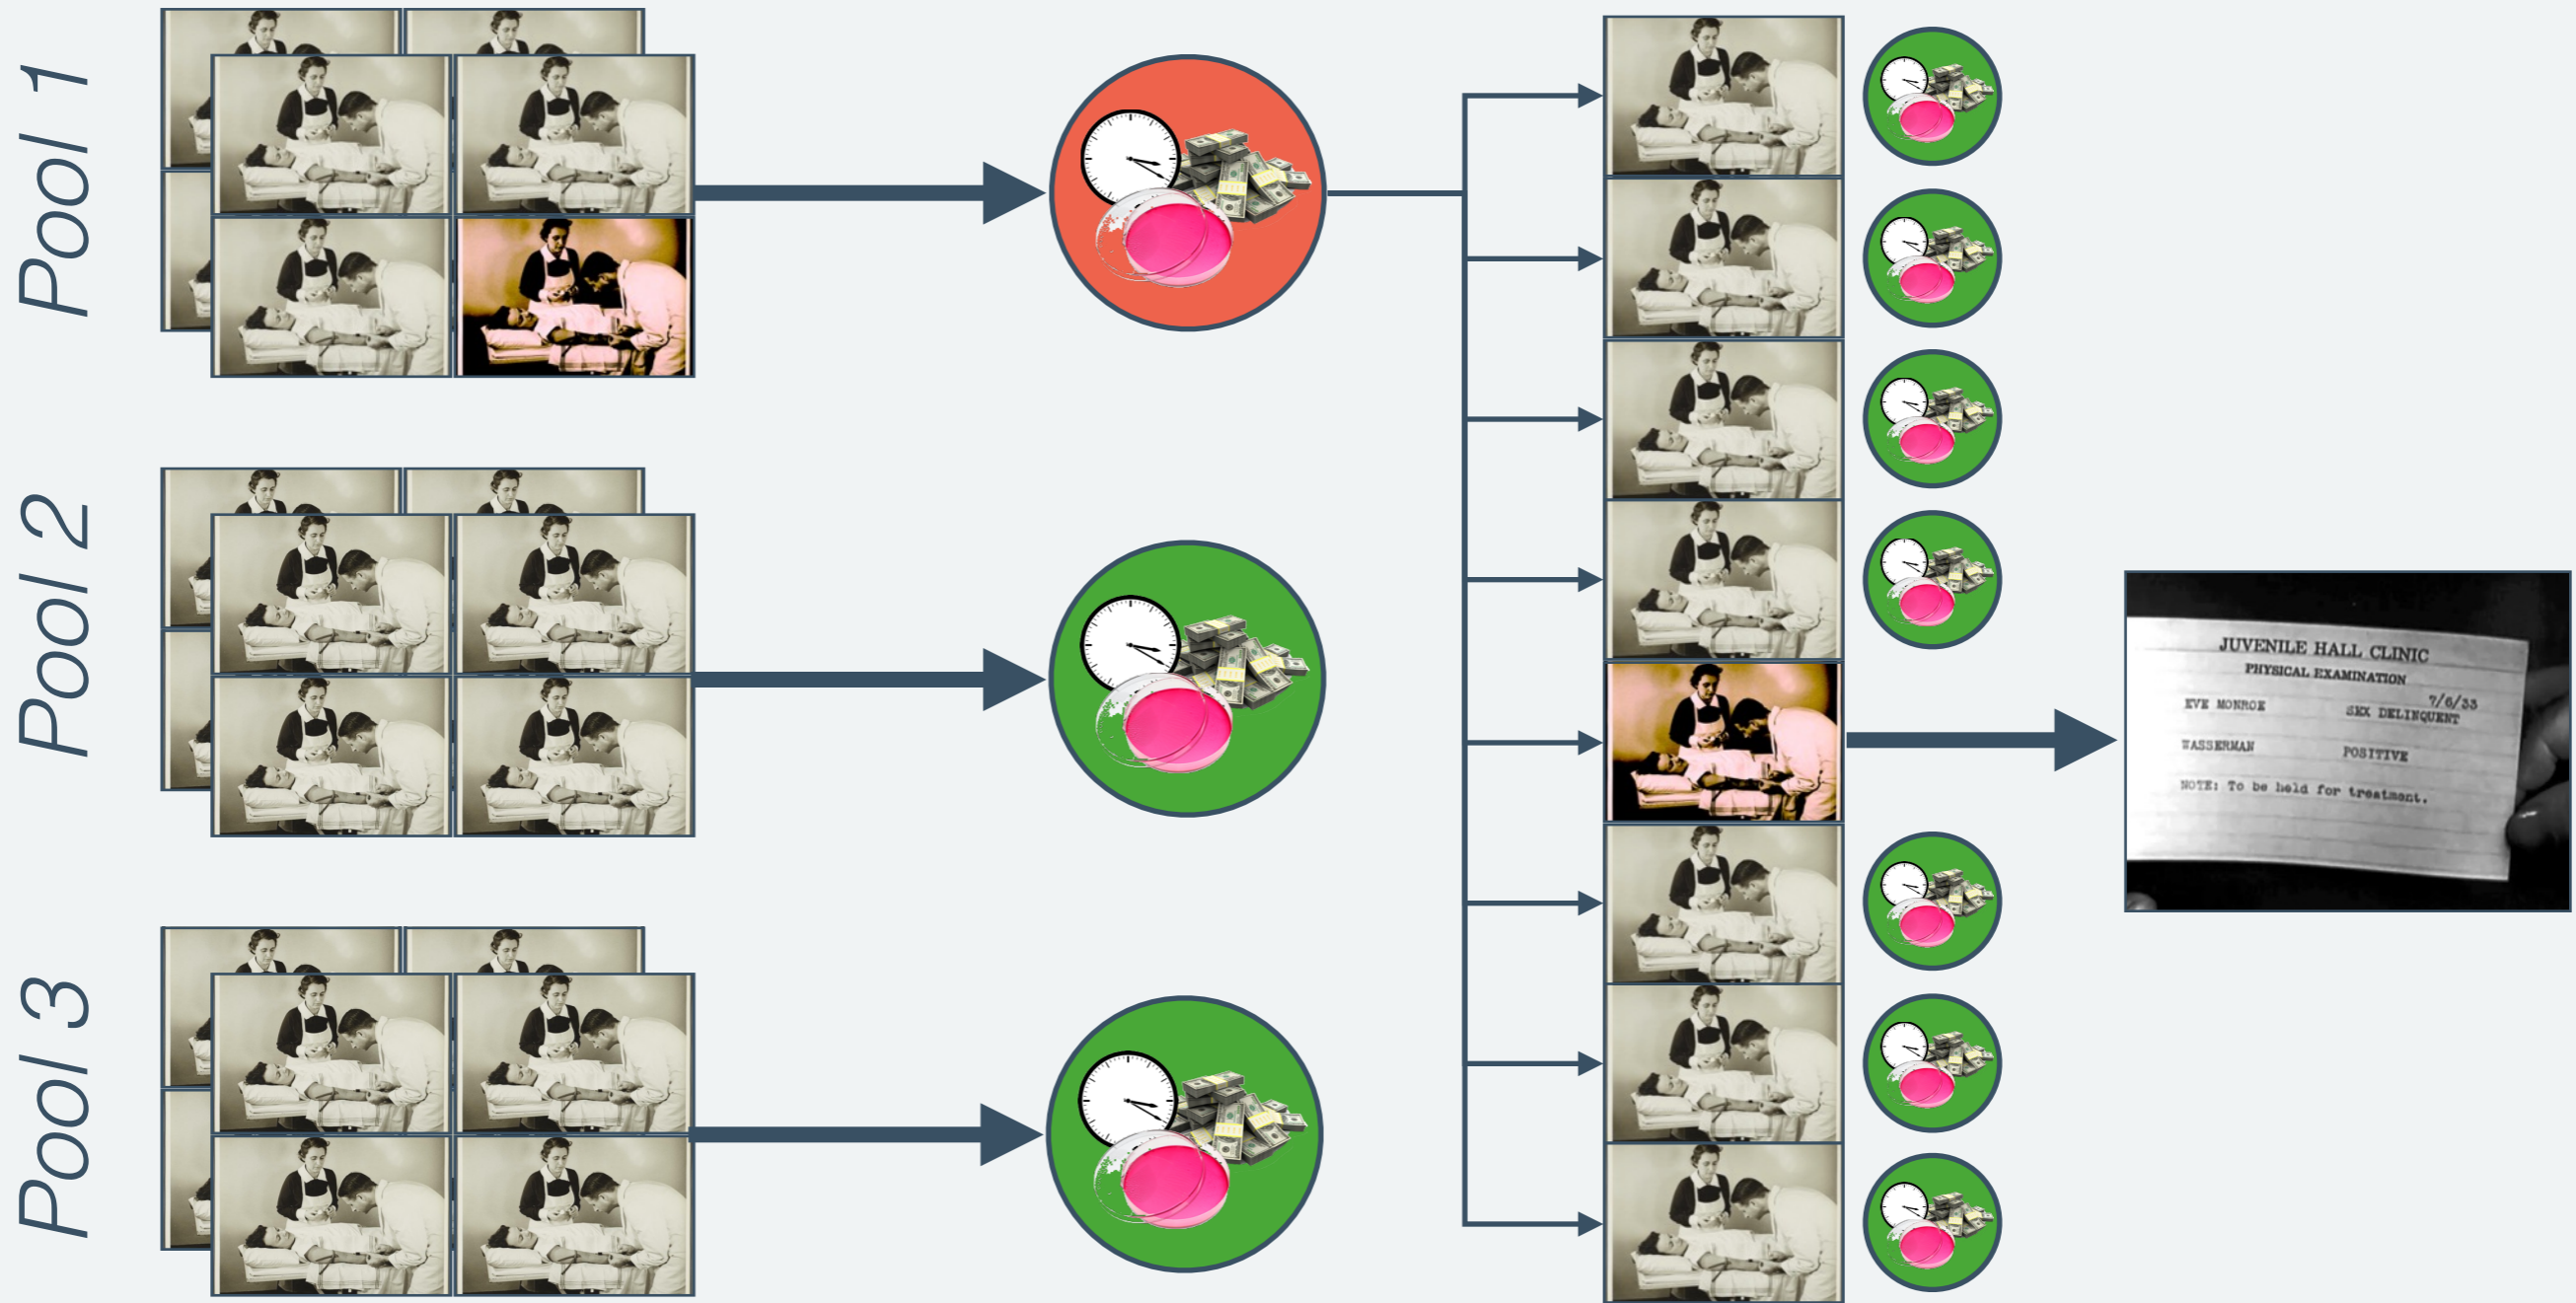 Pool 1
Pool 2
Pool 3
JUVENILE HALL CLINIC
PHYSICAL EXAMINATION
7/6/33
EVE MONROE SEX DELINQUENT
WASSERMAN POSITIVE
NOTE: To be held for treatment.